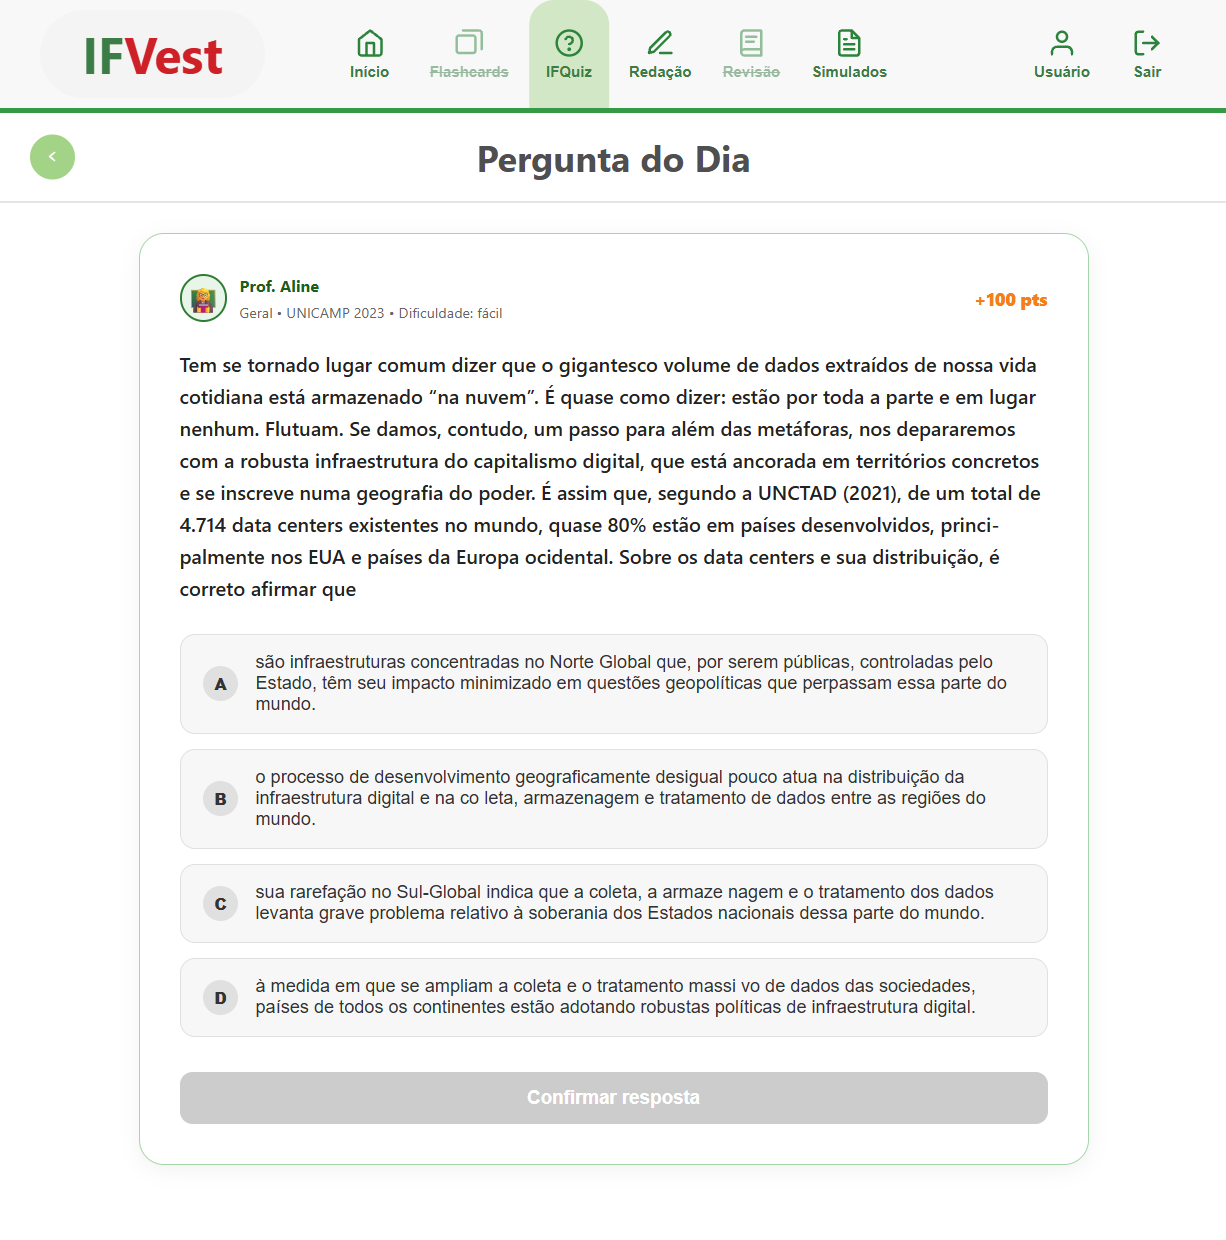 IFVest
Início
Flashcards
IFQuiz
Redação
Revisão
Simulados
Usuário
Sair
Pergunta do Dia
Prof. Aline
Geral • UNICAMP 2023 • Dificuldade: fácil
+100 pts
Tem se tornado lugar comum dizer que o gigantesco volume de dados extraídos de nossa vida
cotidiana está armazenado “na nuvem”. É quase como dizer: estão por toda a parte e em lugar
nenhum. Flutuam. Se damos, contudo, um passo para além das metáforas, nos depararemos
com a robusta infraestrutura do capitalismo digital, que está ancorada em territórios concretos
e se inscreve numa geografia do poder. É assim que, segundo a UNCTAD (2021), de um total de
4.714 data centers existentes no mundo, quase 80% estão em países desenvolvidos, princi-
palmente nos EUA e países da Europa ocidental. Sobre os data centers e sua distribuição, é
correto afirmar que
A
são infraestruturas concentradas no Norte Global que, por serem públicas, controladas pelo
Estado, têm seu impacto minimizado em questões geopolíticas que perpassam essa parte do
mundo.
B
o processo de desenvolvimento geograficamente desigual pouco atua na distribuição da
infraestrutura digital e na co leta, armazenagem e tratamento de dados entre as regiões do
mundo.
C
sua rarefação no Sul-Global indica que a coleta, a armaze nagem e o tratamento dos dados
levanta grave problema relativo à soberania dos Estados nacionais dessa parte do mundo.
D
à medida em que se ampliam a coleta e o tratamento massi vo de dados das sociedades,
países de todos os continentes estão adotando robustas políticas de infraestrutura digital.
Confirmar resposta